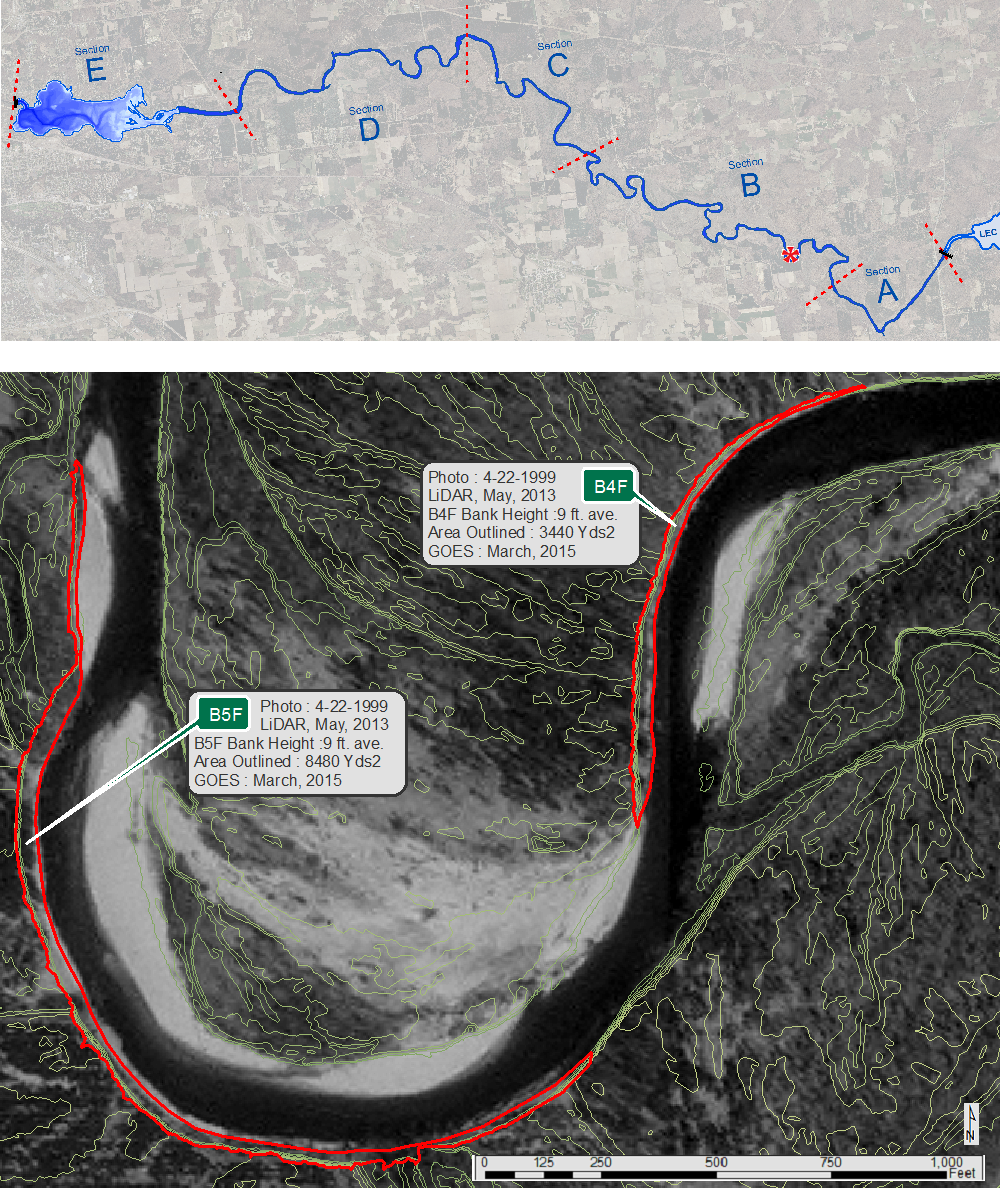 Section
E
Section
D
Section
C
Section
B
Section
A
LEC
B4F
Photo : 4-22-1999
LiDAR, May, 2013
B4F Bank Height :9 ft. ave.
Area Outlined : 3440 Yds2
GOES : March, 2015
B5F
Photo : 4-22-1999
LiDAR, May, 2013
B5F Bank Height :9 ft. ave.
Area Outlined : 8480 Yds2
GOES : March, 2015
N
0 125 250 500 750 1,000
Feet